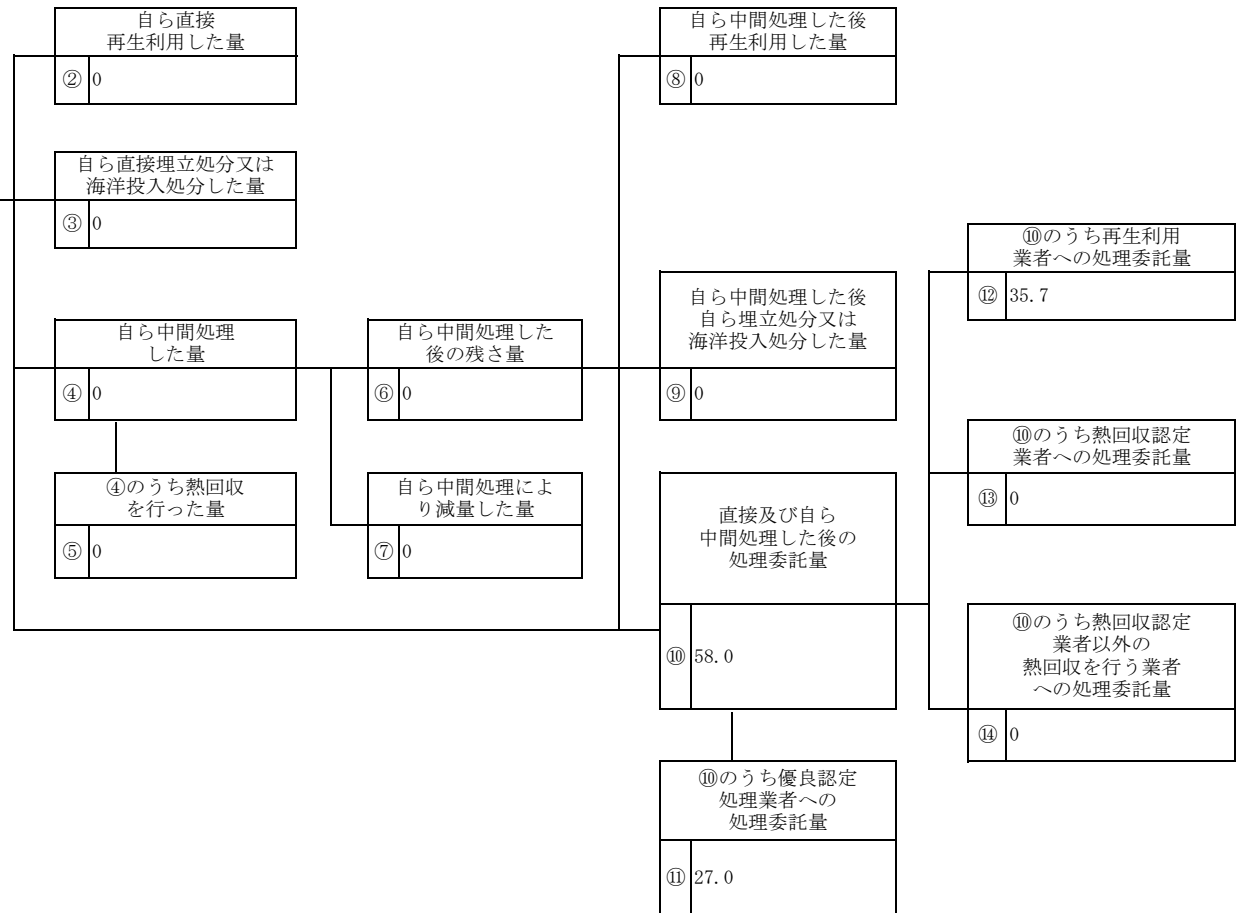 自ら直接
再生利用した量
② 0
自ら直接埋立処分又は
海洋投入処分した量
③ 0
自ら中間処理
した量
④ 0
④のうち熱回収
を行った量
⑤ 0
自ら中間処理した
後の残さ量
⑥ 0
自ら中間処理によ
り減量した量
⑦ 0
自ら中間処理した後
再生利用した量
⑧ 0
自ら中間処理した後
自ら埋立処分又は
海洋投入処分した量
⑨ 0
直接及び自ら
中間処理した後の
処理委託量
⑩ 58.0
⑩のうち優良認定
処理業者への
処理委託量
⑪ 27.0
⑩のうち再生利用
業者への処理委託量
⑫ 35.7
⑩のうち熱回収認定
業者への処理委託量
⑬ 0
⑩のうち熱回収認定
業者以外の
熱回収を行う業者
への処理委託量
⑭ 0